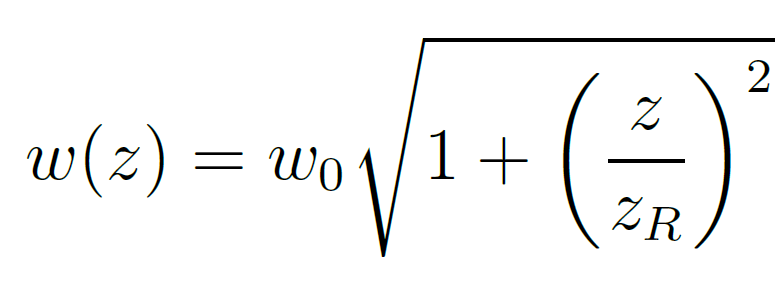 w(z) = w_0 \sqrt{1 + \left(\frac{z}{z_R}\right)^2}